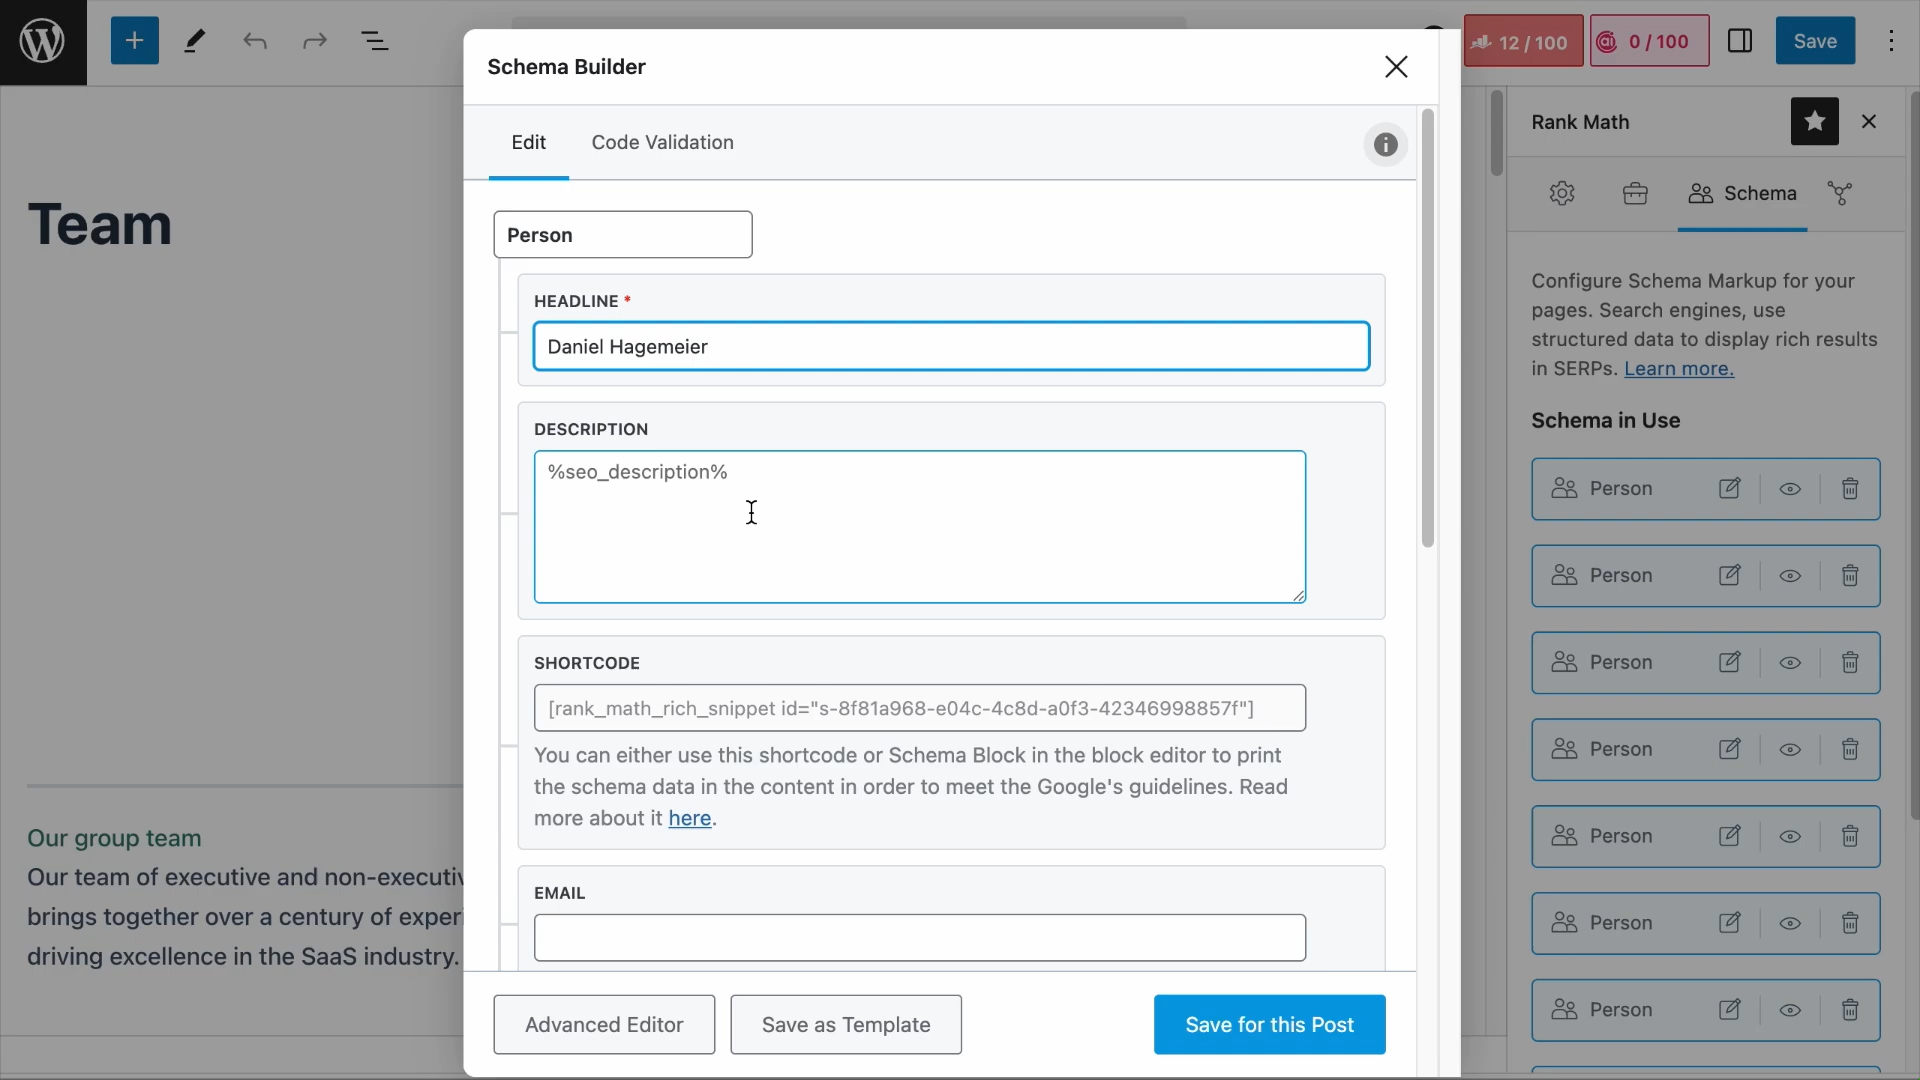 Schema Builder
12 / 100
0 / 100
Save
Edit
Code Validation
Rank Math
Schema
Team
Person
HEADLINE *
Daniel Hagemeier
DESCRIPTION
%seo_description%
SHORTCODE
[rank_math_rich_snippet id="s-8f81a968-e04c-4c8d-a0f3-42346998857f"]
You can either use this shortcode or Schema Block in the block editor to print
the schema data in the content in order to meet the Google's guidelines. Read
more about it here.
EMAIL
Advanced Editor
Save as Template
Save for this Post
Our group team
Our team of executive and non-executiv
brings together over a century of experi
driving excellence in the SaaS industry.
Configure Schema Markup for your
pages. Search engines, use
structured data to display rich results
in SERPs. Learn more.
Schema in Use
Person
Person
Person
Person
Person
Person
Person